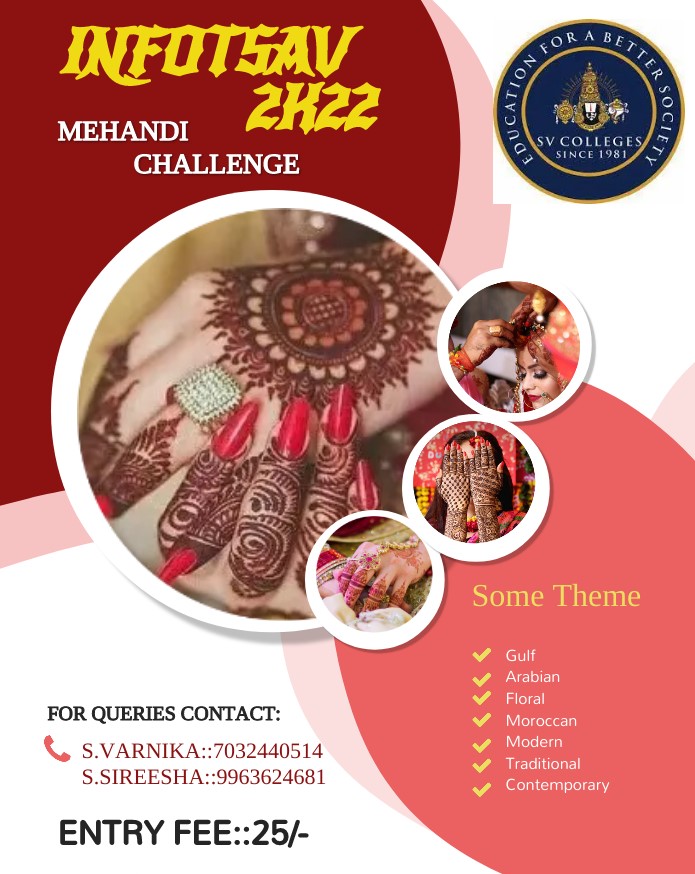 INFOTSAV
2K22
MEHANDI
CHALLENGE
EDUCATION FOR A BETTER SOCIETY
SV COLLEGES
SINCE 1981
Some Theme
Gulf
Arabian
Floral
Moroccan
Modern
Traditional
Contemporary
FOR QUERIES CONTACT:
S.VARNIKA::7032440514
S.SIREESHA::9963624681
ENTRY FEE::25/-